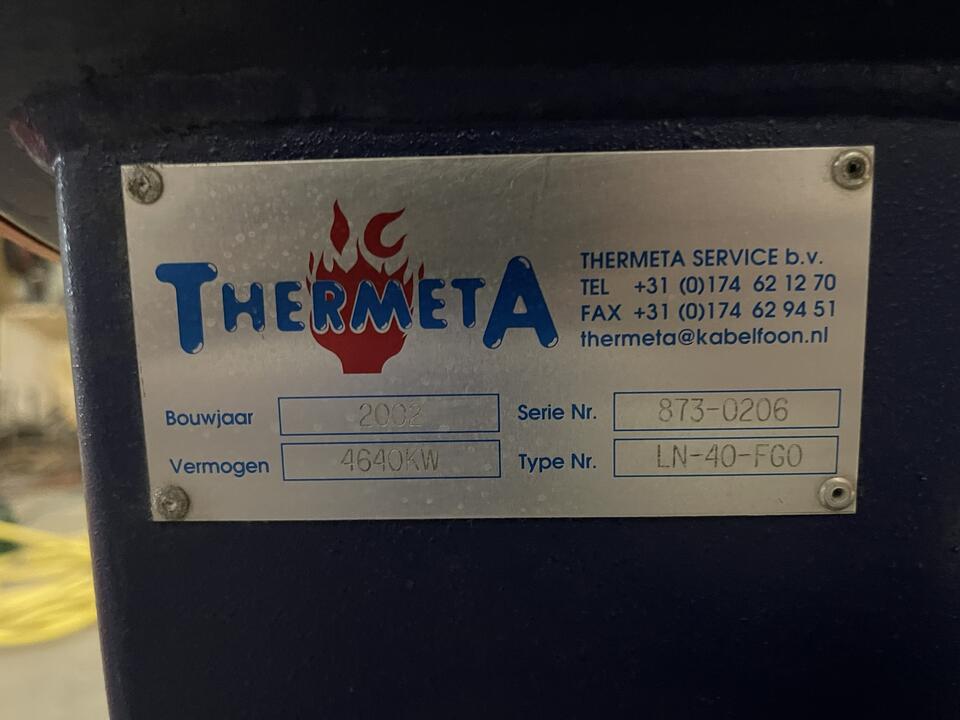 THERMETA
THERMETA SERVICE b.v.
TEL +31 (0)174 62 12 70
FAX +31 (0)174 62 94 51
thermeta@kabelfoon.nl
Bouwjaar 2002
Serie Nr. 873-0206
Vermogen 4640KW
Type Nr. LN-40-FGO